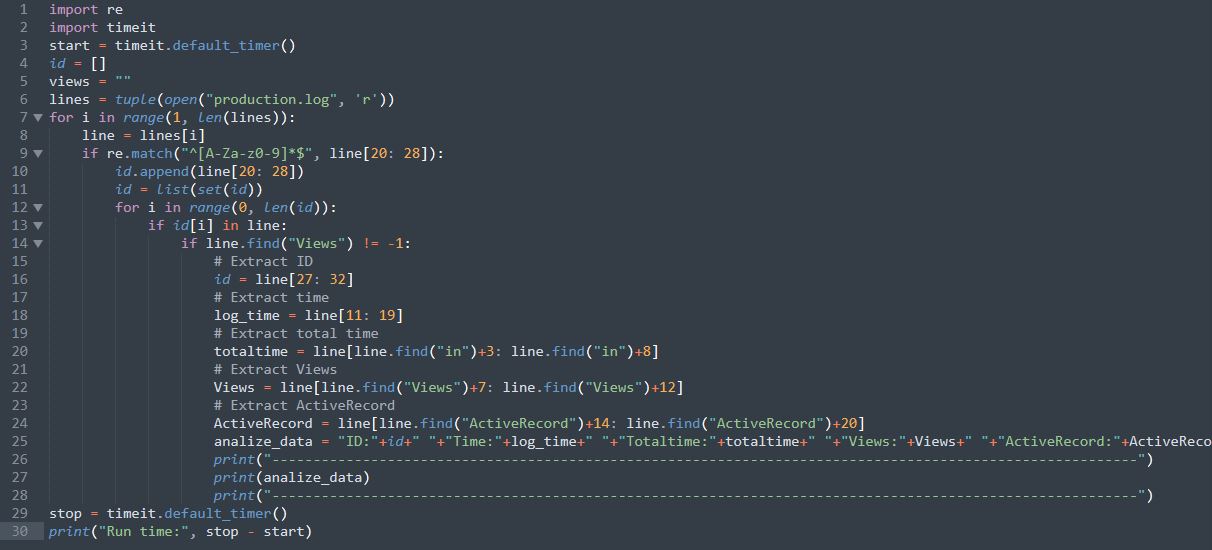 1 import re
2 import timeit
3 start = timeit.default_timer()
4 id = []
5 views = ""
6 lines = tuple(open("production.log", 'r'))
7 for i in range(1, len(lines)):
8     line = lines[i]
9     if re.match("^[A-Za-z0-9]*$", line[20: 28]):
10         id.append(line[20: 28])
11         id = list(set(id))
12         for i in range(0, len(id)):
13             if id[i] in line:
14                 if line.find("Views") != -1:
15                     # Extract ID
16                     id = line[27: 32]
17                     # Extract time
18                     log_time = line[11: 19]
19                     # Extract total time
20                     totaltime = line[line.find("in")+3: line.find("in")+8]
21                     # Extract Views
22                     Views = line[line.find("Views")+7: line.find("Views")+12]
23                     # Extract ActiveRecord
24                     ActiveRecord = line[line.find("ActiveRecord")+14: line.find("ActiveRecord")+20]
25                     analize_data = "ID:"+id+" "+"Time:"+log_time+" "+"Totaltime:"+totaltime+" "+"Views:"+Views+" "+"ActiveRecord:"+ActiveReco
26                     print("----------------------------------------------------------------------------------------------------------")
27                     print(analize_data)
28                     print("----------------------------------------------------------------------------------------------------------")
29 stop = timeit.default_timer()
30 print("Run time:", stop - start)